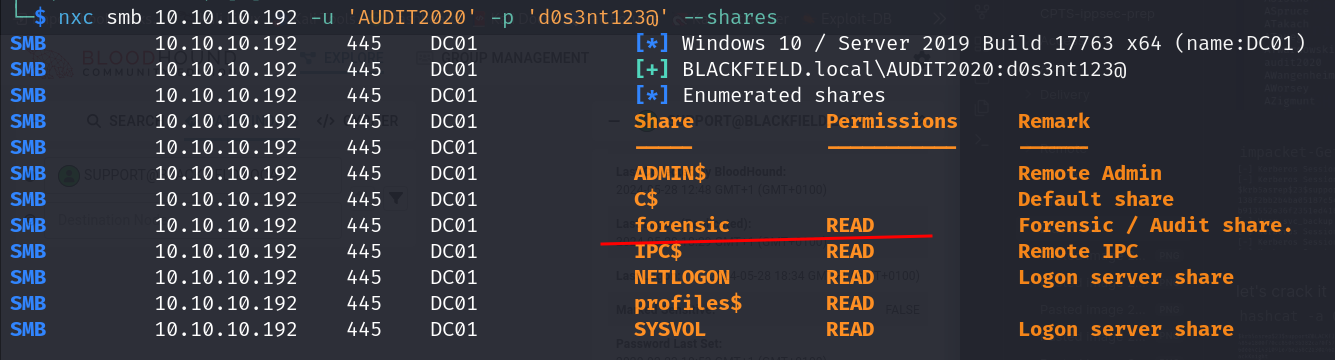 └─$ nxc smb 10.10.10.192 -u 'AUDIT2020' -p 'd0s3nt123@' --shares
SMB 10.10.10.192 445 DC01 [*] Windows 10 / Server 2019 Build 17763 x64 (name:DC01)
SMB 10.10.10.192 445 DC01 [+] BLACKFIELD.local\AUDIT2020:d0s3nt123@
SMB 10.10.10.192 445 DC01 [*] Enumerated shares
SMB 10.10.10.192 445 DC01 Share Permissions Remark
SMB 10.10.10.192 445 DC01 ----- ----------- ------
SMB 10.10.10.192 445 DC01 ADMIN$ Remote Admin
SMB 10.10.10.192 445 DC01 C$ Default share
SMB 10.10.10.192 445 DC01 forensic READ Forensic / Audit share.
SMB 10.10.10.192 445 DC01 IPC$ READ Remote IPC
SMB 10.10.10.192 445 DC01 NETLOGON READ Logon server share
SMB 10.10.10.192 445 DC01 profiles$ READ
SMB 10.10.10.192 445 DC01 SYSVOL READ Logon server share